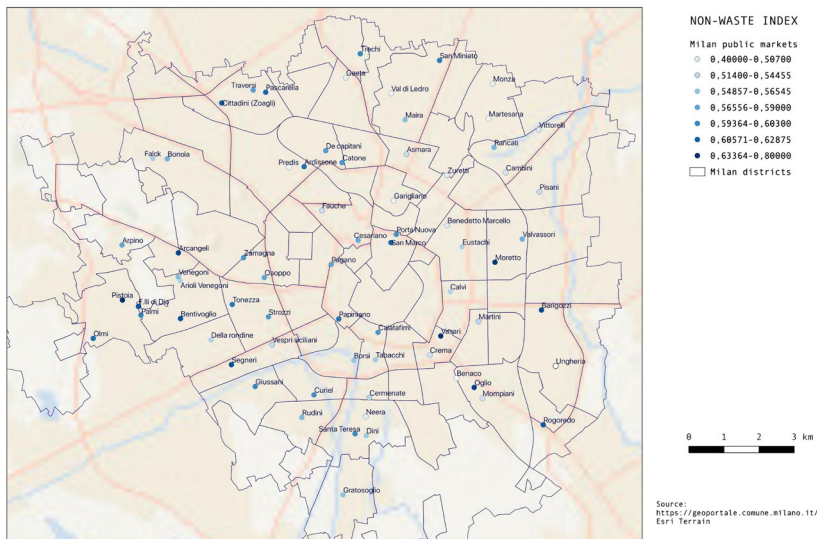 NON-WASTE INDEX
Milan public markets
0,40000-0,50700
0,51400-0,54455
0,54857-0,56545
0,56556-0,59000
0,59364-0,60300
0,60571-0,62875
0,63364-0,80000
Milan districts
Trechi
San Miniato
Gaeta
Monza
Traversi
Pascarella
Val di Ledro
Cittadini (Zoagli)
Maira
Martesana
Vittorelli
De capitani
Rancati
Falck
Bonola
Predis
Ardissone
Catone
Asmara
Zuretti
Cambini
Pisani
Garigliano
Fauche
Benedetto Marcello
Cesariano
Porta Nuova
San Marco
Eustachi
Valvassori
Arpino
Arcangeli
Zamagna
Pagano
Moretto
Venegoni
Arioli Venegoni
Osoppo
Calvi
Pistoia
F.lli di Dio
Tonezza
Barigozzi
Palmi
Bentivoglio
Strozzi
Papiniano
Martini
Olmi
Della rondine
Vespri siciliani
Calatafimi
Vasari
Segneri
Borsi
Tabacchi
Crema
Ungheria
Benaco
Giussani
Oglio
Curiel
Cermenate
Mompiani
Rudini
Neera
Santa Teresa
Dini
Rogoredo
Gratosoglio
0 1 2 3 km
Source:
https://geoportale.comune.milano.it/
Esri Terrain